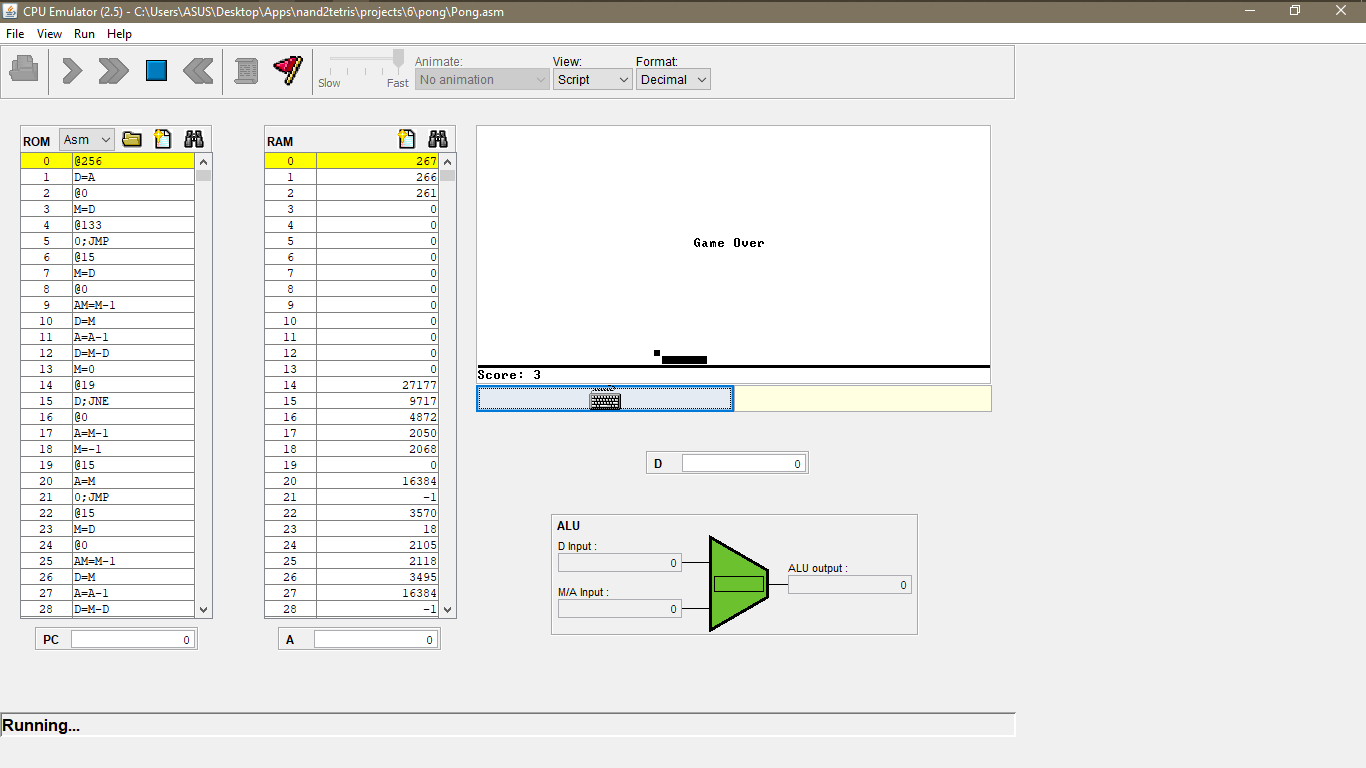 CPU Emulator (2.5) - C:\Users\ASUS\Desktop\Apps\nand2tetris\projects\6\pong\Pong.asm
File View Run Help
Slow Fast
Animate:
No animation
View:
Script
Format:
Decimal
ROM Asm
0 @256
1 D=A
2 @0
3 M=D
4 @133
5 0;JMP
6 @15
7 M=D
8 @0
9 AM=M-1
10 D=M
11 A=A-1
12 D=M-D
13 M=0
14 @19
15 D;JNE
16 @0
17 A=M-1
18 M=-1
19 @15
20 A=M
21 0;JMP
22 @15
23 M=D
24 @0
25 AM=M-1
26 D=M
27 A=A-1
28 D=M-D
PC 0
RAM
0 267
1 266
2 261
3 0
4 0
5 0
6 0
7 0
8 0
9 0
10 0
11 0
12 0
13 0
14 27177
15 9717
16 4872
17 2050
18 2068
19 0
20 16384
21 -1
22 3570
23 18
24 2105
25 2118
26 3495
27 16384
28 -1
A 0
Game Over
Score: 3
D 0
ALU
D Input :
0
M/A Input :
0
ALU output :
0
Running...